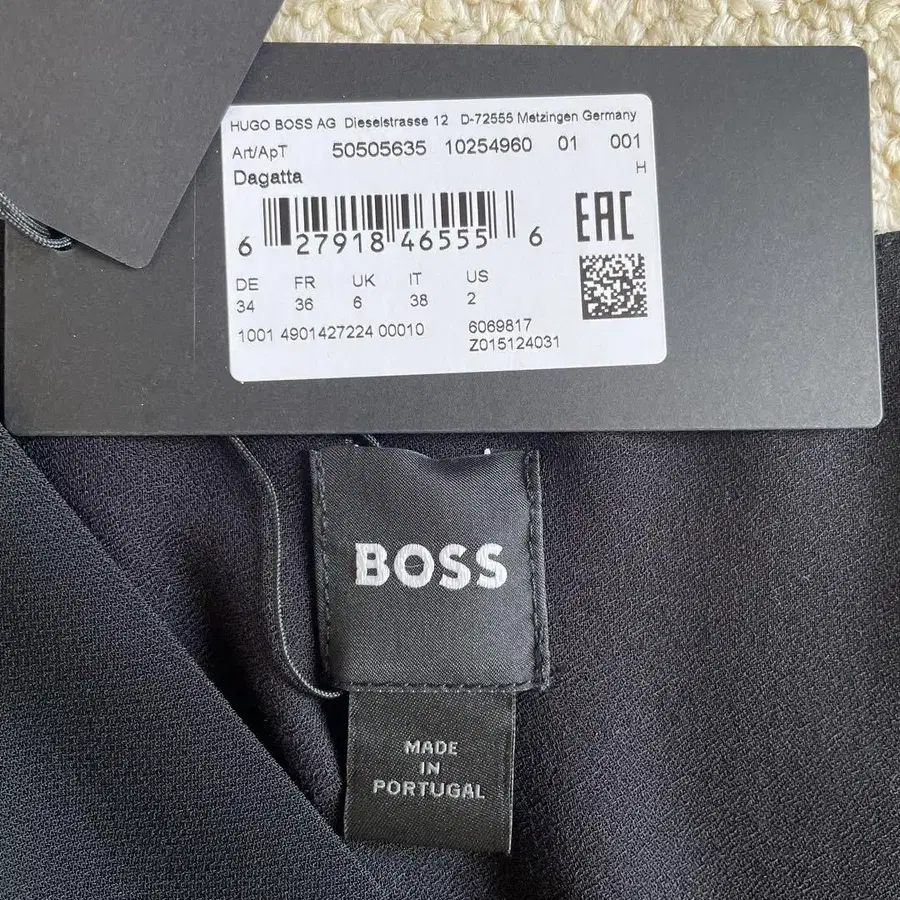 HUGO BOSS AG Dieselstrasse 12 D-72555 Metzingen Germany
Art/ApT 50505635 10254960 01 001
Dagatta H
6 27918 46555 6
EAC
DE FR UK IT US
34 36 6 38 2
1001 4901427224 00010 6069817
Z015124031
BOSS
MADE
IN
PORTUGAL